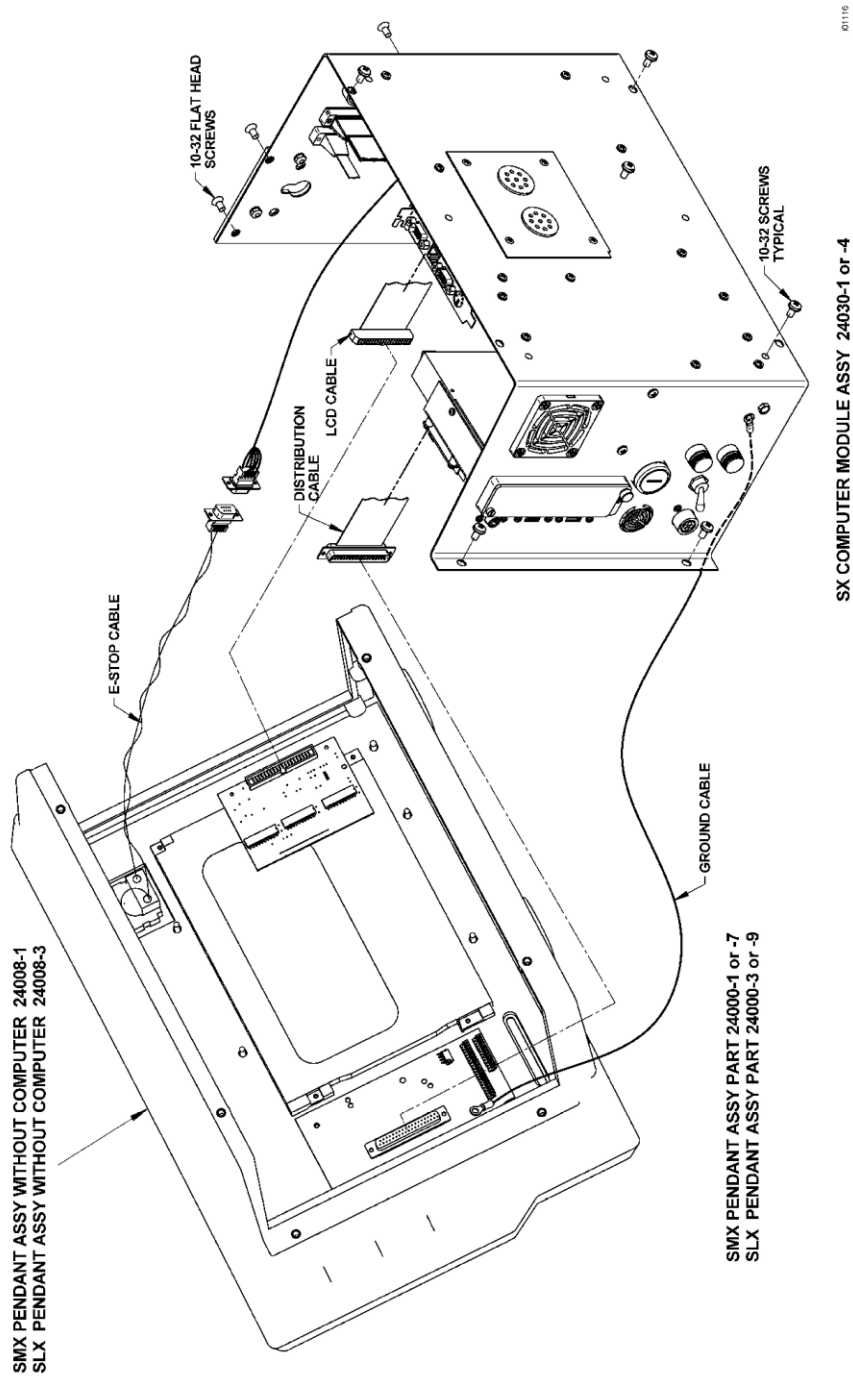 SMX PENDANT ASSY WITHOUT COMPUTER 24008-1
SLX PENDANT ASSY WITHOUT COMPUTER 24008-3
E-STOP CABLE
10-32 FLAT HEAD
SCREWS
DISTRIBUTION
CABLE
LCD CABLE
GROUND CABLE
10-32 SCREWS
TYPICAL
SMX PENDANT ASSY PART 24000-1 or -7
SLX PENDANT ASSY PART 24000-3 or -9
SX COMPUTER MODULE ASSY 24030-1 or -4
i01116